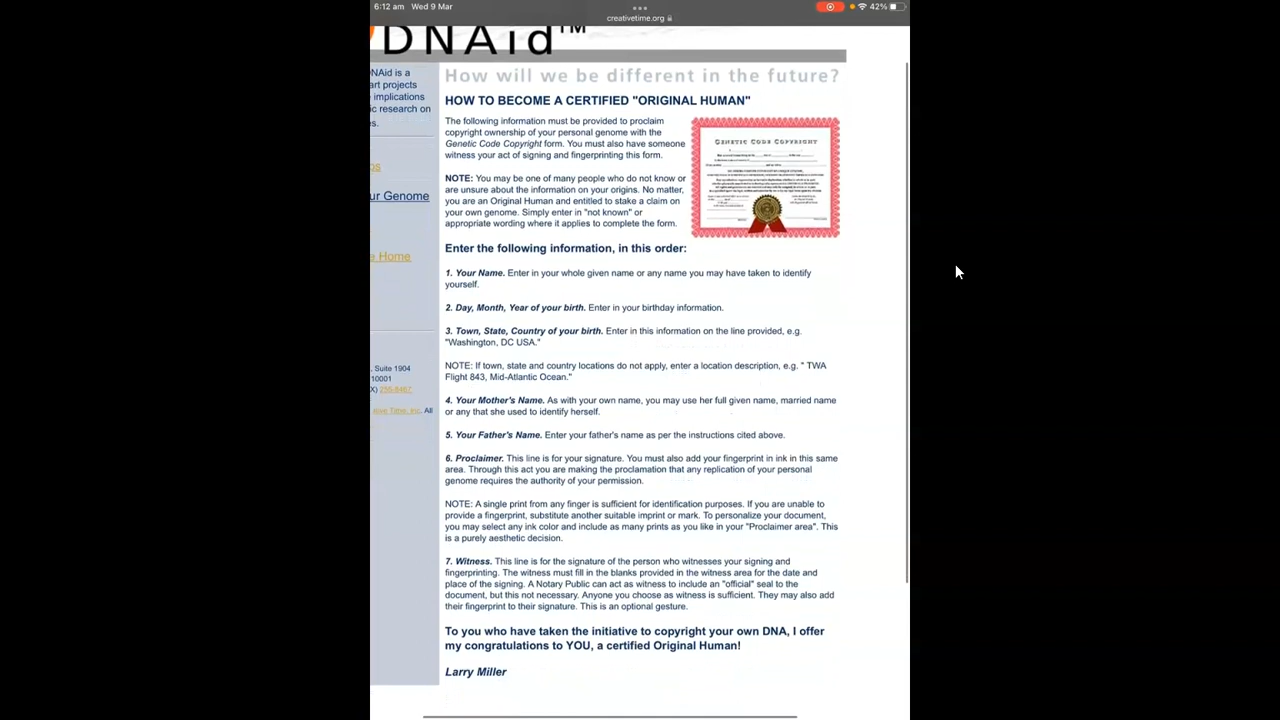 6:12 am Wed 9 Mar
42%
creativetime.org
DNAid™
DNAid is a
art projects
implications
ic research on
s.
ur Genome
e Home
, Suite 1904
10001
ative Time, Inc. All
How will we be different in the future?
HOW TO BECOME A CERTIFIED "ORIGINAL HUMAN"
The following information must be provided to proclaim
copyright ownership of your personal genome with the
Genetic Code Copyright form. You must also have someone
witness your act of signing and fingerprinting this form.
GENETIC CODE COPYRIGHT
NOTE: You may be one of many people who do not know or
are unsure about the information on your origins. No matter,
you are an Original Human and entitled to stake a claim on
your own genome. Simply enter in "not known" or
appropriate wording where it applies to complete the form.
Enter the following information, in this order:
1. Your Name. Enter in your whole given name or any name you may have taken to identify
yourself.
2. Day, Month, Year of your birth. Enter in your birthday information.
3. Town, State, Country of your birth. Enter in this information on the line provided, e.g.
"Washington, DC USA."
NOTE: If town, state and country locations do not apply, enter a location description, e.g. " TWA
Flight 843, Mid-Atlantic Ocean."
4. Your Mother's Name. As with your own name, you may use her full given name, married name
or any that she used to identify herself.
5. Your Father's Name. Enter your father's name as per the instructions cited above.
6. Proclaimer. This line is for your signature. You must also add your fingerprint in ink in this same
area. Through this act you are making the proclamation that any replication of your personal
genome requires the authority of your permission.
NOTE: A single print from any finger is sufficient for identification purposes. If you are unable to
provide a fingerprint, substitute another suitable imprint or mark. To personalize your document,
you may select any ink color and include as many prints as you like in your "Proclaimer area". This
is a purely aesthetic decision.
7. Witness. This line is for the signature of the person who witnesses your signing and
fingerprinting. The witness must fill in the blanks provided in the witness area for the date and
place of the signing. A Notary Public can act as witness to include an "official" seal to the
document, but this not necessary. Anyone you choose as witness is sufficient. They may also add
their fingerprint to their signature. This is an optional gesture.
To you who have taken the initiative to copyright your own DNA, I offer
my congratulations to YOU, a certified Original Human!
Larry Miller